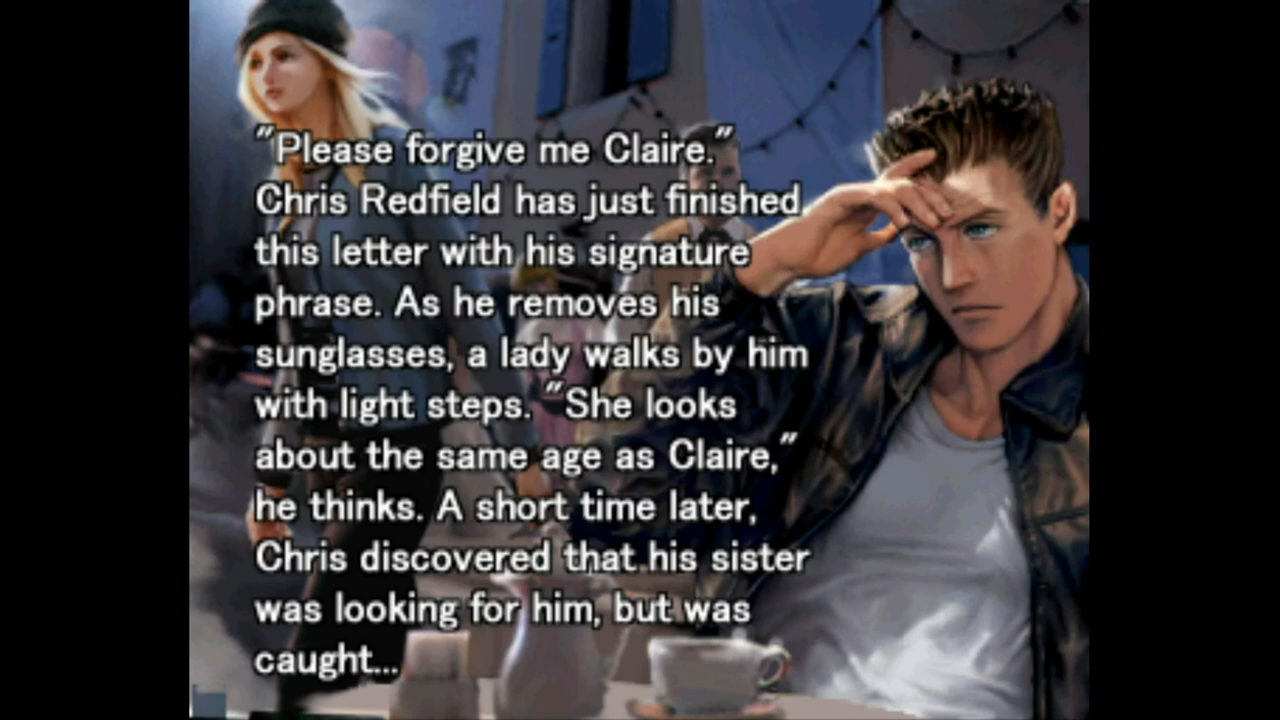 "Please forgive me Claire."
Chris Redfield has just finished
this letter with his signature
phrase. As he removes his
sunglasses, a lady walks by him
with light steps. "She looks
about the same age as Claire,"
he thinks. A short time later,
Chris discovered that his sister
was looking for him, but was
caught...